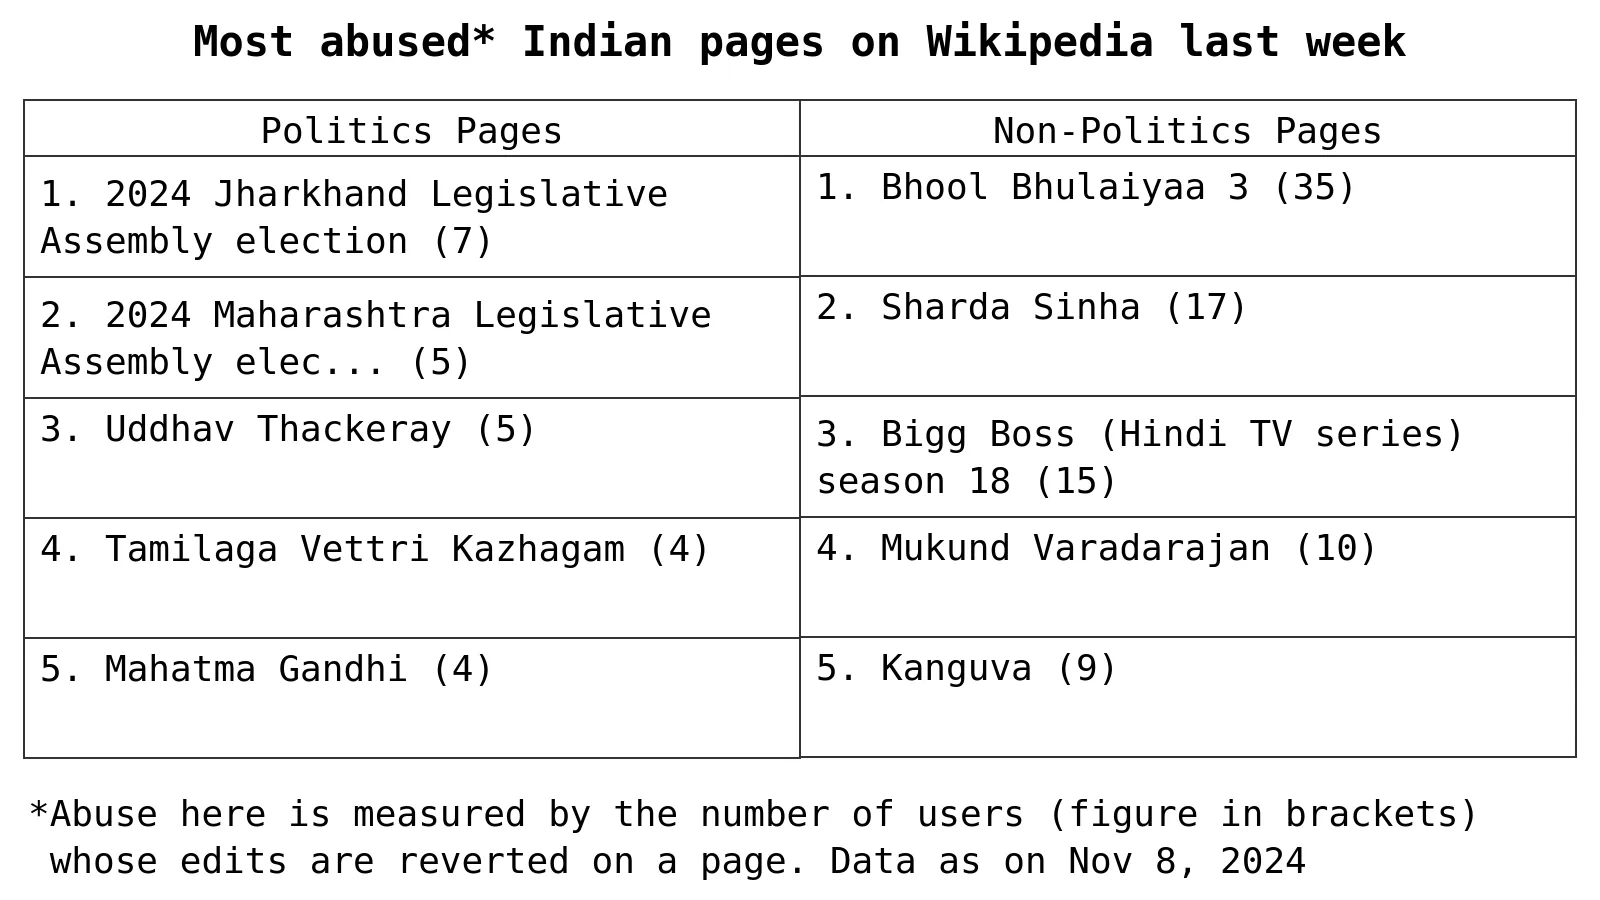 Most abused* Indian pages on Wikipedia last week
Politics Pages
1. 2024 Jharkhand Legislative
Assembly election (7)
2. 2024 Maharashtra Legislative
Assembly elec... (5)
3. Uddhav Thackeray (5)
4. Tamilaga Vettri Kazhagam (4)
5. Mahatma Gandhi (4)
Non-Politics Pages
1. Bhool Bhulaiyaa 3 (35)
2. Sharda Sinha (17)
3. Bigg Boss (Hindi TV series)
season 18 (15)
4. Mukund Varadarajan (10)
5. Kanguva (9)
*Abuse here is measured by the number of users (figure in brackets)
whose edits are reverted on a page. Data as on Nov 8, 2024